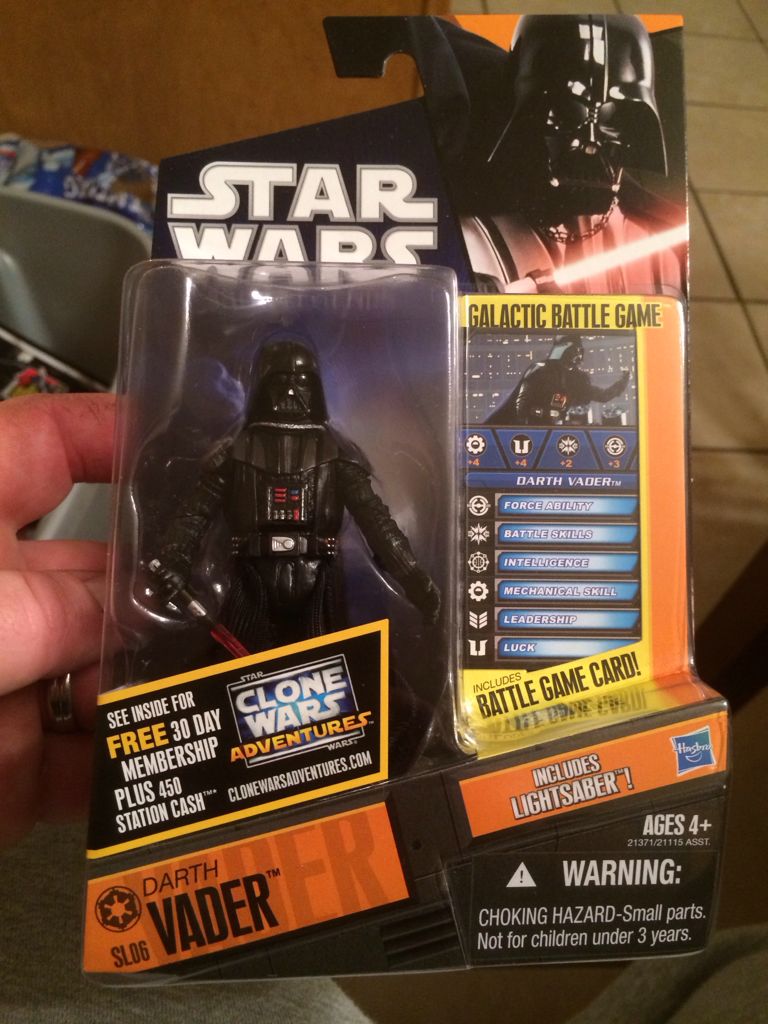 STAR
WARS
GALACTIC BATTLE GAME
+4 +4 +2 +3
DARTH VADER™
FORCE ABILITY
BATTLE SKILLS
INTELLIGENCE
MECHANICAL SKILL
LEADERSHIP
LUCK
INCLUDES
BATTLE GAME CARD!
SEE INSIDE FOR
FREE 30 DAY
MEMBERSHIP
PLUS 450
STATION CASH™*
STAR
CLONE
WARS
ADVENTURES™
WARS
CLONEWARSADVENTURES.COM
Hasbro
INCLUDES
LIGHTSABER™!
AGES 4+
21371/21115 ASST.
DARTH
VADER™
SL06
WARNING:
CHOKING HAZARD-Small parts.
Not for children under 3 years.